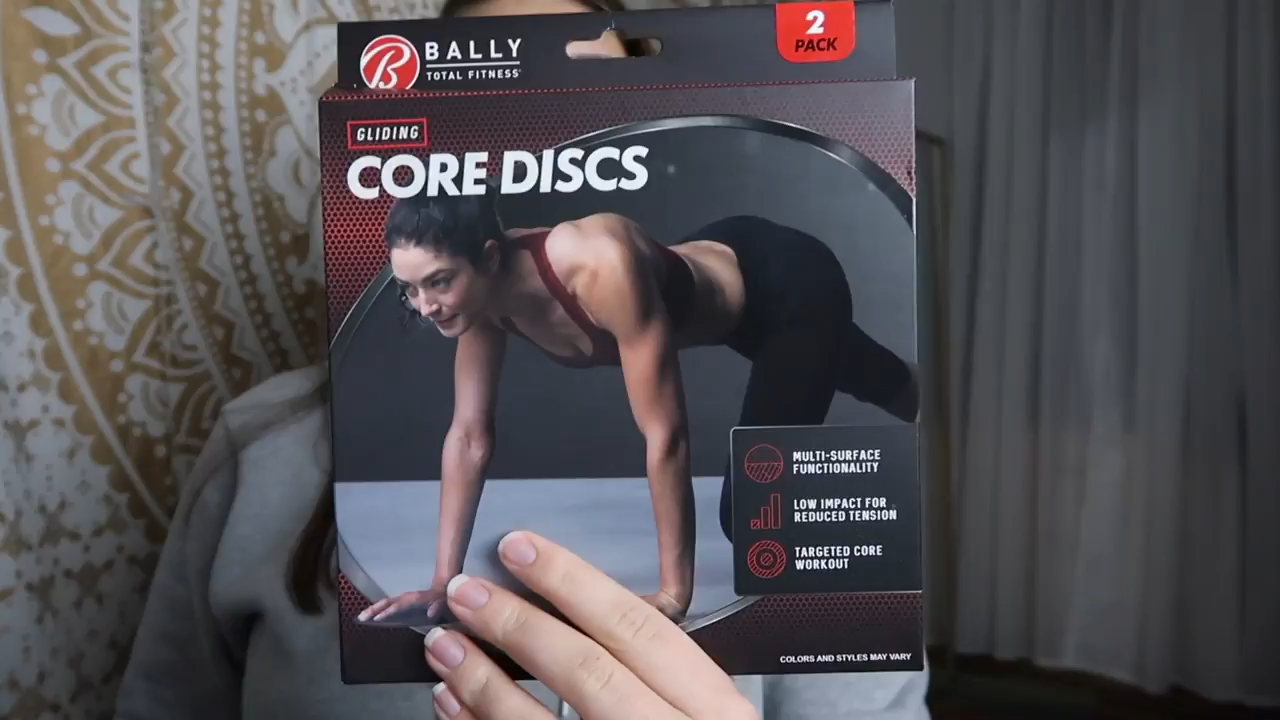 BALLY
TOTAL FITNESS
2
PACK
GLIDING
CORE DISCS
MULTI-SURFACE
FUNCTIONALITY
LOW IMPACT FOR
REDUCED TENSION
TARGETED CORE
WORKOUT
COLORS AND STYLES MAY VARY